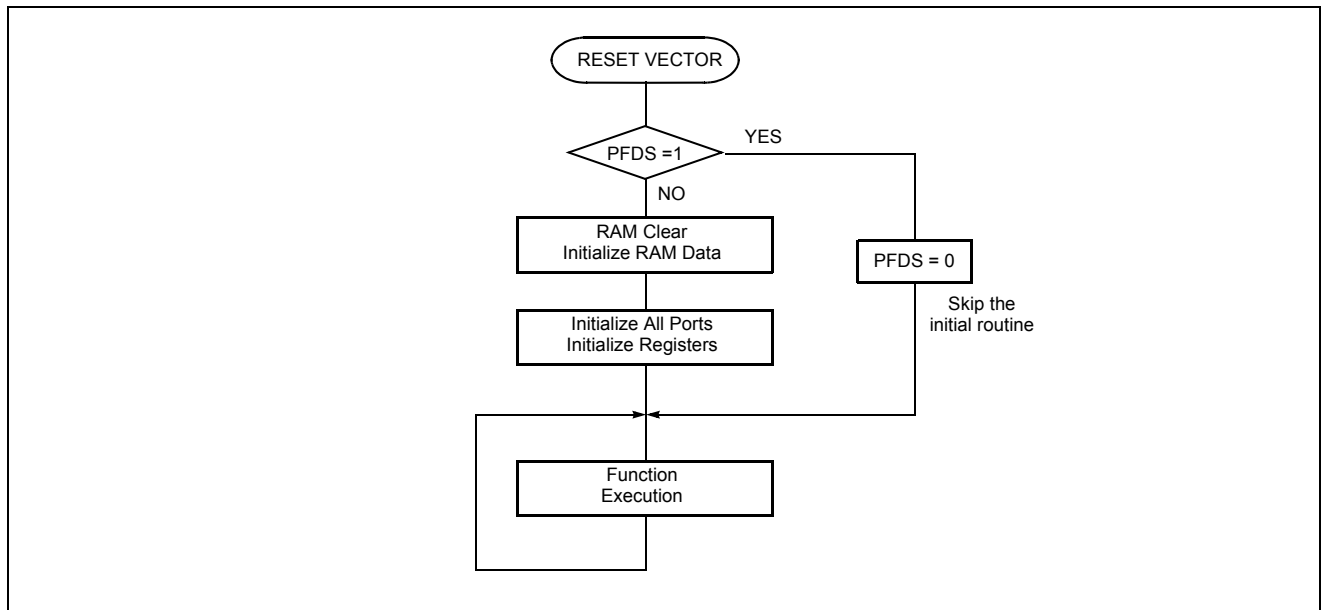 RESET VECTOR
YES
PFDS =1
NO
RAM Clear
Initialize RAM Data
PFDS = 0
Skip the
initial routine
Initialize All Ports
Initialize Registers
Function
Execution